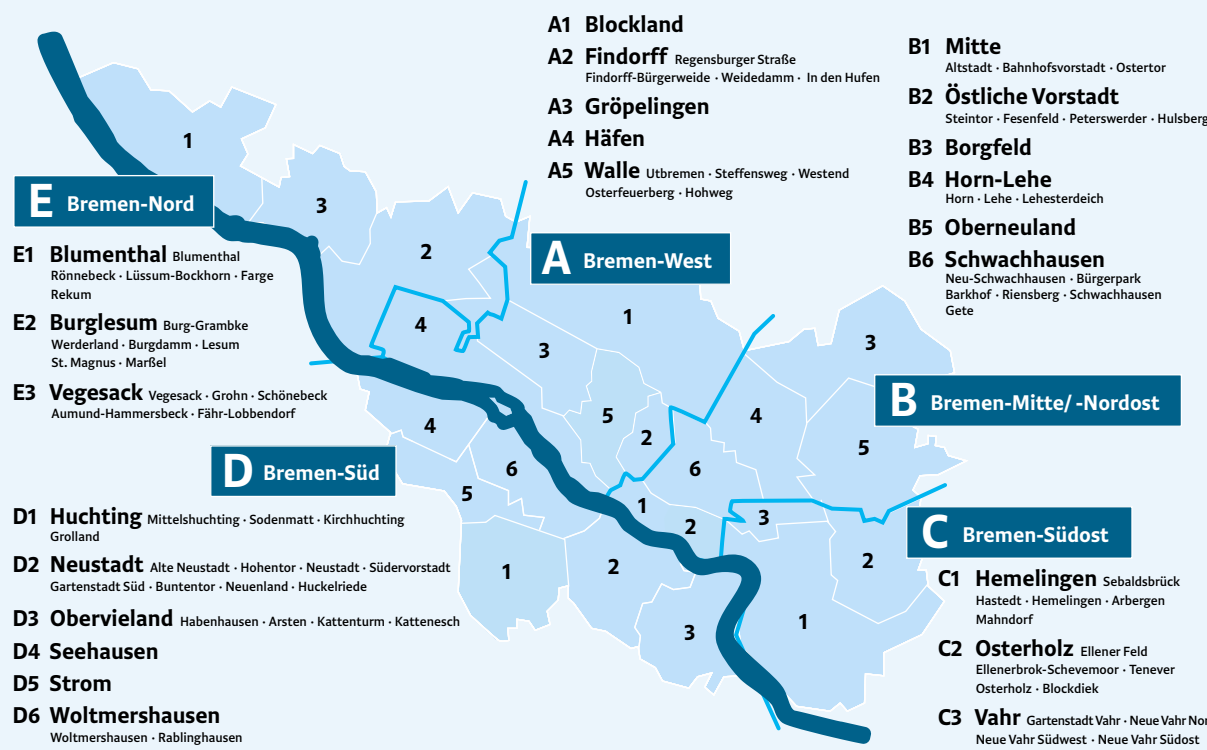 A1 Blockland
A2 Findorff Regensburger Straße
Findorff-Bürgerweide · Weidedamm · In den Hufen
A3 Gröpelingen
A4 Häfen
A5 Walle Utbremen · Steffensweg · Westend
Osterfeuerberg · Hohweg
B1 Mitte
Altstadt · Bahnhofsvorstadt · Ostertor
B2 Östliche Vorstadt
Steintor · Fesenfeld · Peterswerder · Hulsberg
B3 Borgfeld
B4 Horn-Lehe
Horn · Lehe · Lehesterdeich
B5 Oberneuland
B6 Schwachhausen
Neu-Schwachhausen · Bürgerpark
Barkhof · Riensberg · Schwachhausen
Gete
E Bremen-Nord
E1 Blumenthal Blumenthal
Rönnebeck · Lüssum-Bockhorn · Farge
Rekum
E2 Burglesum Burg-Grambke
Werderland · Burgdamm · Lesum
St. Magnus · Marßel
E3 Vegesack Vegesack · Grohn · Schönebeck
Aumund-Hammersbeck · Fähr-Lobbendorf
A Bremen-West
B Bremen-Mitte/ -Nordost
D Bremen-Süd
D1 Huchting Mittelshuchting · Sodenmatt · Kirchhuchting
Grolland
D2 Neustadt Alte Neustadt · Hohentor · Neustadt · Südervorstadt
Gartenstadt Süd · Buntentor · Neuenland · Huckelriede
D3 Obervieland Habenhausen · Arsten · Kattenturm · Kattenesch
D4 Seehausen
D5 Strom
D6 Woltmershausen
Woltmershausen · Rablinghausen
C Bremen-Südost
C1 Hemelingen Sebaldsbrück
Hastedt · Hemelingen · Arbergen
Mahndorf
C2 Osterholz Ellener Feld
Ellenerbrok-Schevemoor · Tenever
Osterholz · Blockdiek
C3 Vahr Gartenstadt Vahr · Neue Vahr Nor
Neue Vahr Südwest · Neue Vahr Südost
1
3
2
4
1
3
5
2
3
4
5
6
4
6
5
1
2
3
1
2
3
2
1